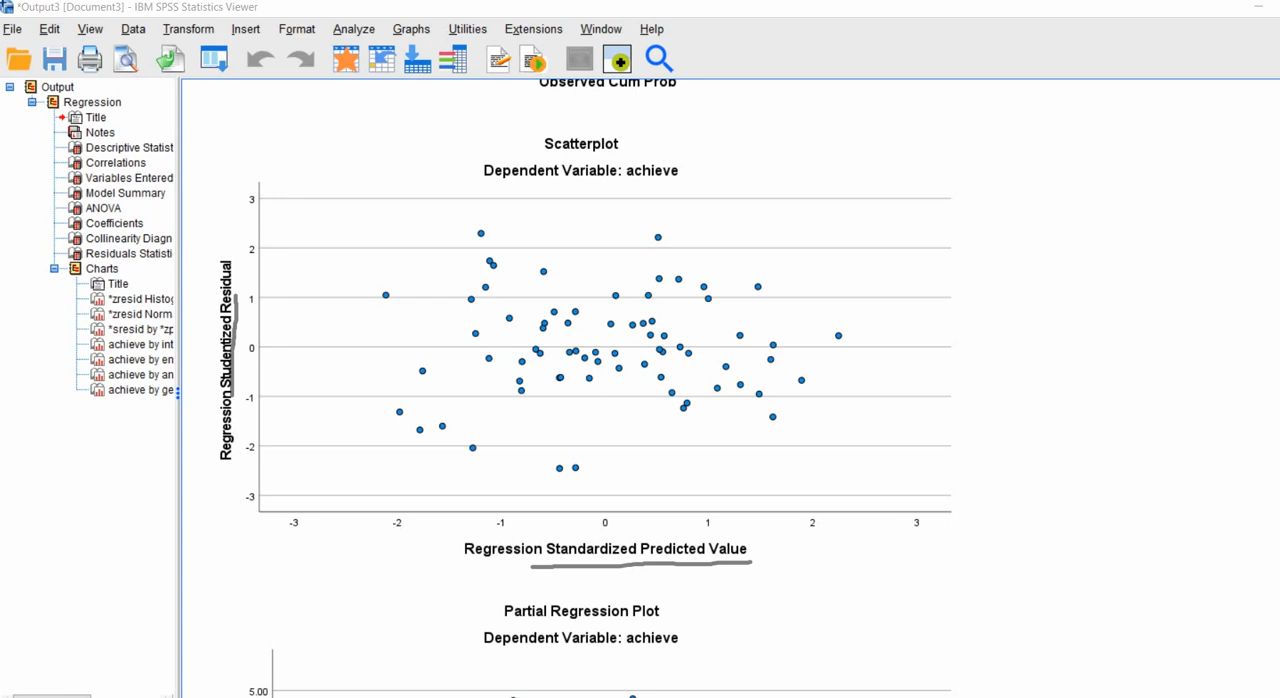 *Output3 [Document3] - IBM SPSS Statistics Viewer
File Edit View Data Transform Insert Format Analyze Graphs Utilities Extensions Window Help
Output
Regression
Title
Notes
Descriptive Statist
Correlations
Variables Entered
Model Summary
ANOVA
Coefficients
Collinearity Diagn
Residuals Statisti
Charts
Title
*zresid Histog
*zresid Norm
*sresid by *zp
achieve by int
achieve by en
achieve by an
achieve by ge
Observed Cum Prob
Scatterplot
Dependent Variable: achieve
Regression Studentized Residual
3
2
1
0
-1
-2
-3
-3 -2 -1 0 1 2 3
Regression Standardized Predicted Value
Partial Regression Plot
Dependent Variable: achieve
5.00